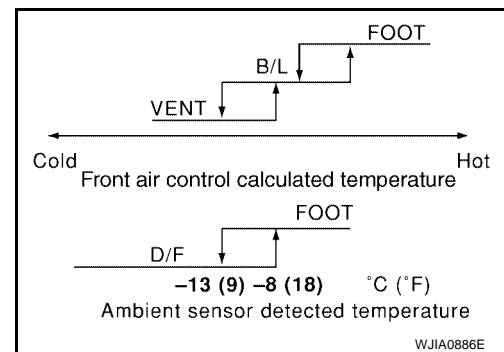 FOOT
B/L
VENT
Cold Hot
Front air control calculated temperature
FOOT
D/F
–13 (9) –8 (18) °C (°F)
Ambient sensor detected temperature
WJIA0886E